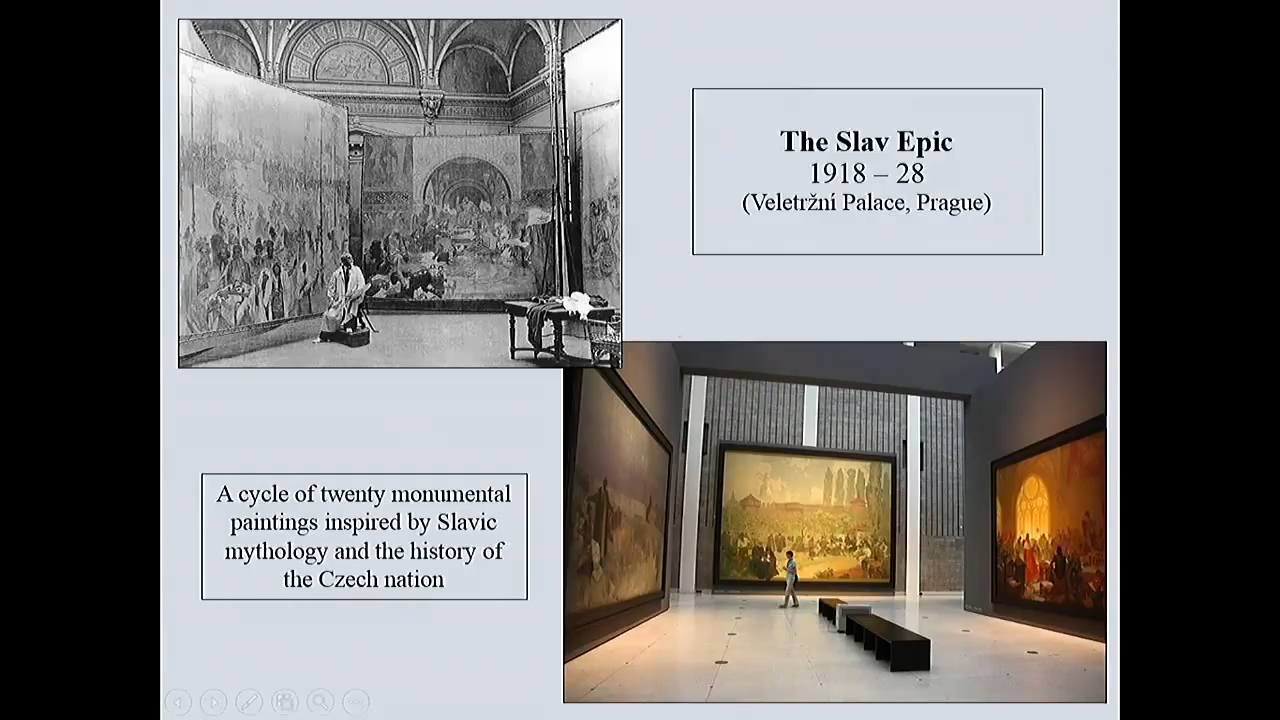 The Slav Epic
1918 – 28
(Veletržní Palace, Prague)
A cycle of twenty monumental
paintings inspired by Slavic
mythology and the history of
the Czech nation